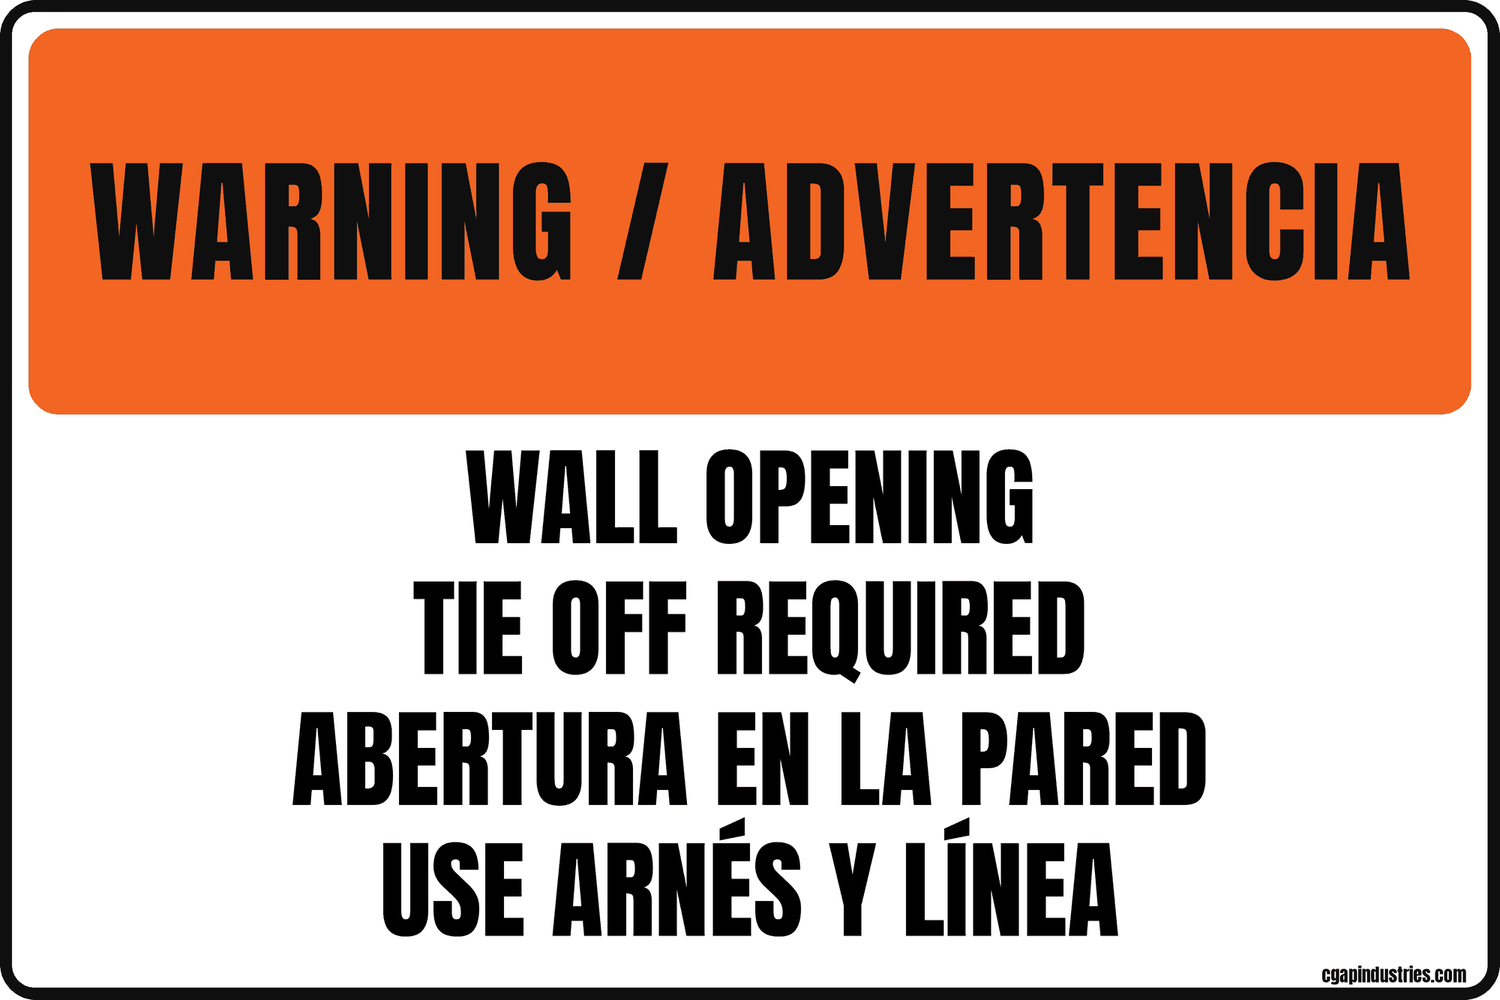 WARNING / ADVERTENCIA
WALL OPENING
TIE OFF REQUIRED
ABERTURA EN LA PARED
USE ARNÉS Y LÍNEA
cgapindustries.com